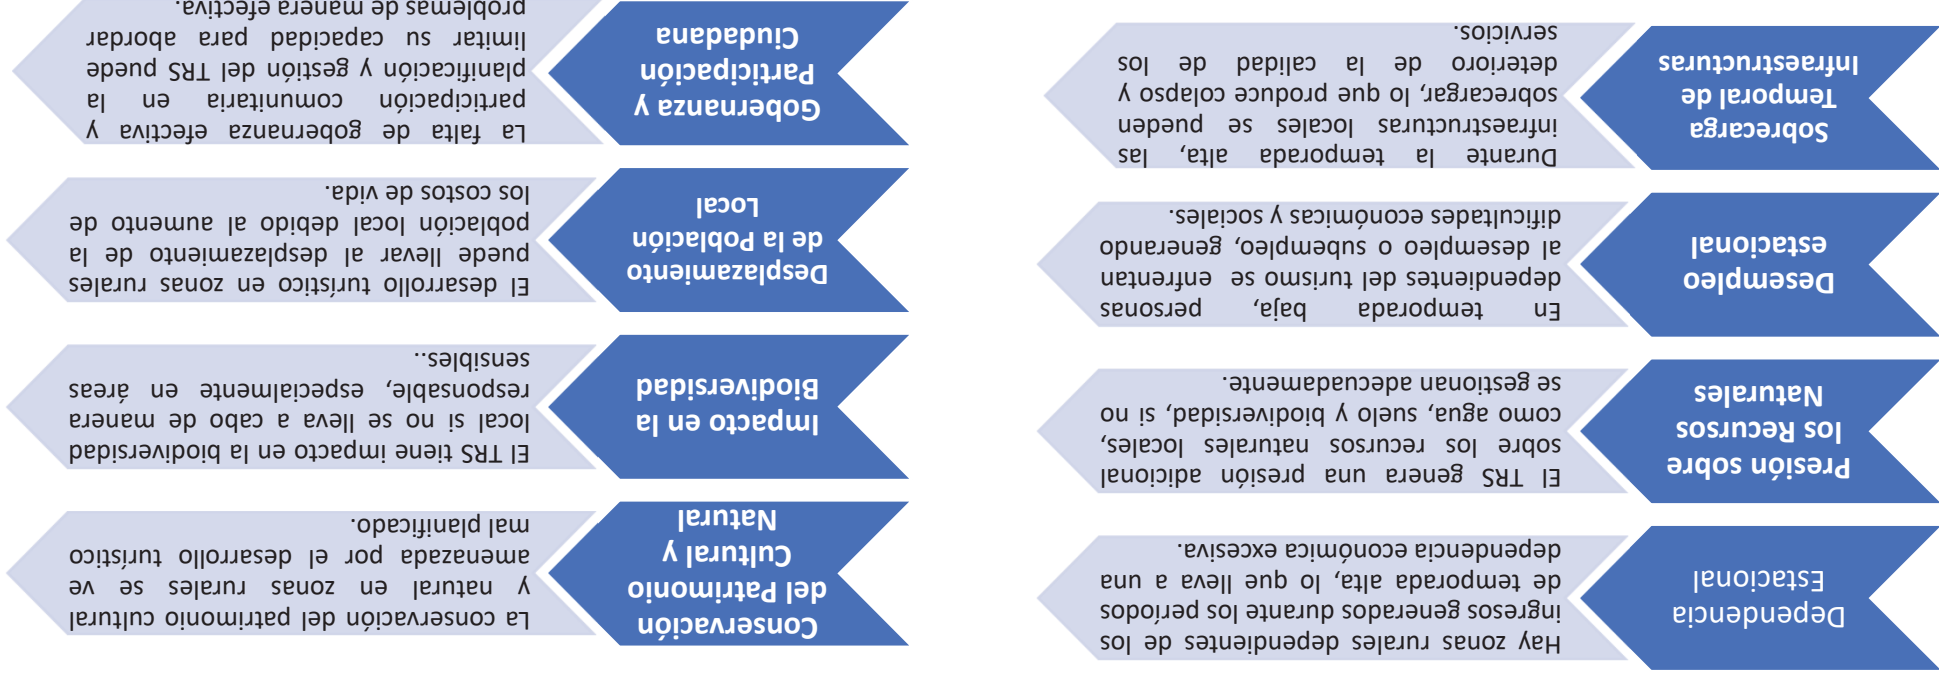 Dependencia
Estacional
Hay zonas rurales dependientes de los
ingresos generados durante los períodos
de temporada alta, lo que lleva a una
dependencia económica excesiva.
Presión sobre
los Recursos
Naturales
El TRS genera una presión adicional
sobre los recursos naturales locales,
como agua, suelo y biodiversidad, si no
se gestionan adecuadamente.
Desempleo
estacional
En temporada baja, personas
dependientes del turismo se enfrentan
al desempleo o subempleo, generando
dificultades económicas y sociales.
Sobrecarga
Temporal de
Infraestructuras
Durante la temporada alta, las
infraestructuras locales se pueden
sobrecargar, lo que produce colapso y
deterioro de la calidad de los
servicios.
Conservación
del Patrimonio
Cultural y
Natural
La conservación del patrimonio cultural
y natural en zonas rurales se ve
amenazada por el desarrollo turístico
mal planificado.
Impacto en la
Biodiversidad
El TRS tiene impacto en la biodiversidad
local si no se lleva a cabo de manera
responsable, especialmente en áreas
sensibles..
Desplazamiento
de la Población
Local
El desarrollo turístico en zonas rurales
puede llevar al desplazamiento de la
población local debido al aumento de
los costos de vida.
Gobernanza y
Participación
Ciudadana
La falta de gobernanza efectiva y
participación comunitaria en la
planificación y gestión del TRS puede
limitar su capacidad para abordar
problemas de manera efectiva.